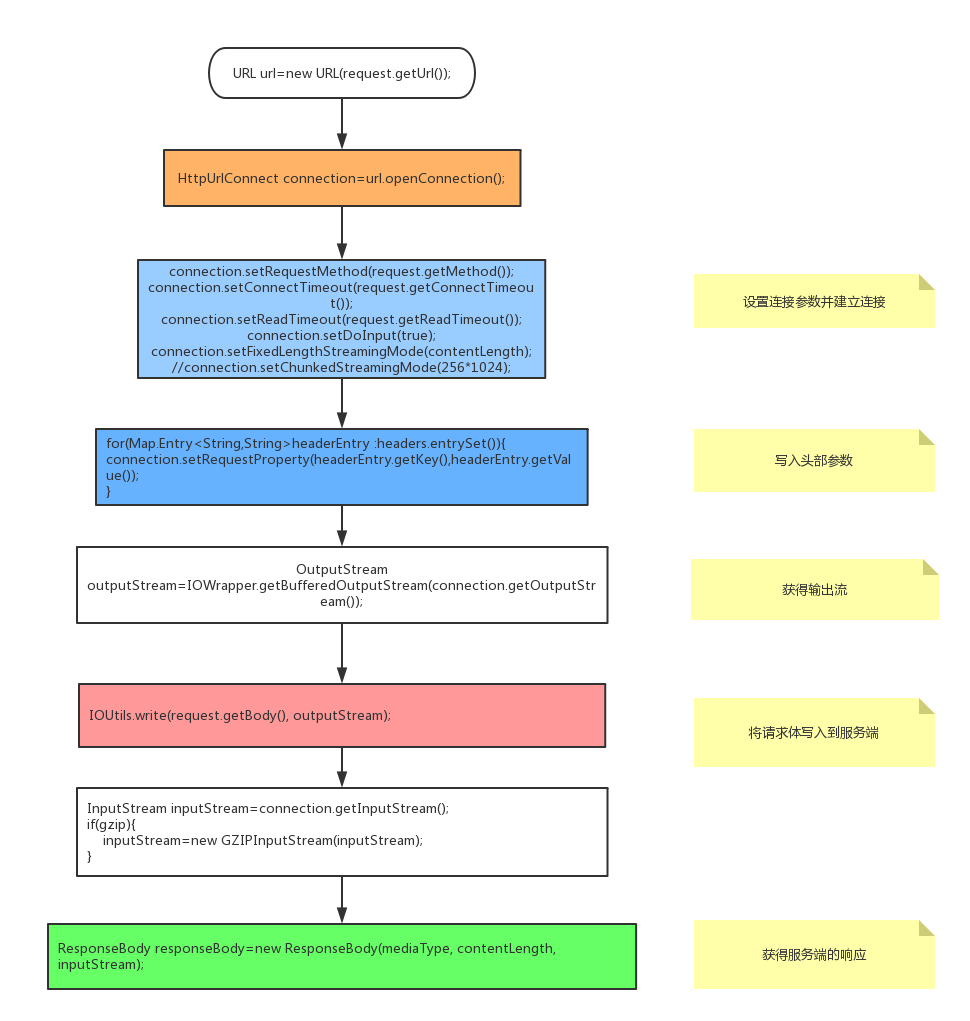 URL url=new URL(request.getUrl());
HttpUrlConnect connection=url.openConnection();
connection.setRequestMethod(request.getMethod());
connection.setConnectTimeout(request.getConnectTimeou
t());
connection.setReadTimeout(request.getReadTimeout());
connection.setDoInput(true);
connection.setFixedLengthStreamingMode(contentLength);
//connection.setChunkedStreamingMode(256*1024);
设置连接参数并建立连接
for(Map.Entry<String,String>headerEntry :headers.entrySet()){
connection.setRequestProperty(headerEntry.getKey(),headerEntry.getVal
ue());
}
写入头部参数
OutputStream
outputStream=IOWrapper.getBufferedOutputStream(connection.getOutputStr
eam());
获得输出流
IOUtils.write(request.getBody(), outputStream);
将请求体写入到服务端
InputStream inputStream=connection.getInputStream();
if(gzip){
inputStream=new GZIPInputStream(inputStream);
}
ResponseBody responseBody=new ResponseBody(mediaType, contentLength,
inputStream);
获得服务端的响应